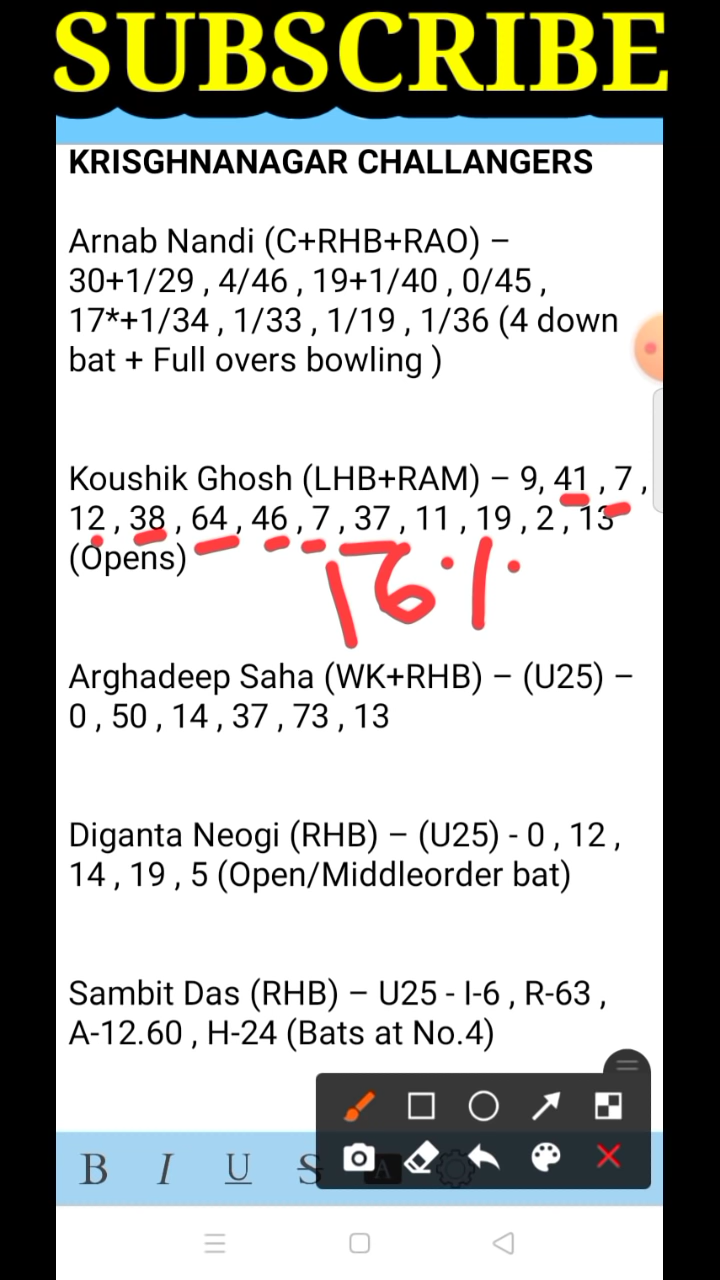 SUBSCRIBE
KRISGHNANAGAR CHALLANGERS
Arnab Nandi (C+RHB+RAO) –
30+1/29 , 4/46 , 19+1/40 , 0/45 ,
17*+1/34 , 1/33 , 1/19 , 1/36 (4 down
bat + Full overs bowling )
Koushik Ghosh (LHB+RAM) – 9, 41 , 7 ,
12 , 38 , 64 , 46 , 7 , 37 , 11 , 19 , 2 , 13
(Opens)
16%
Arghadeep Saha (WK+RHB) – (U25) –
0 , 50 , 14 , 37 , 73 , 13
Diganta Neogi (RHB) – (U25) - 0 , 12 ,
14 , 19 , 5 (Open/Middleorder bat)
Sambit Das (RHB) – U25 - I-6 , R-63 ,
A-12.60 , H-24 (Bats at No.4)
B I U S A